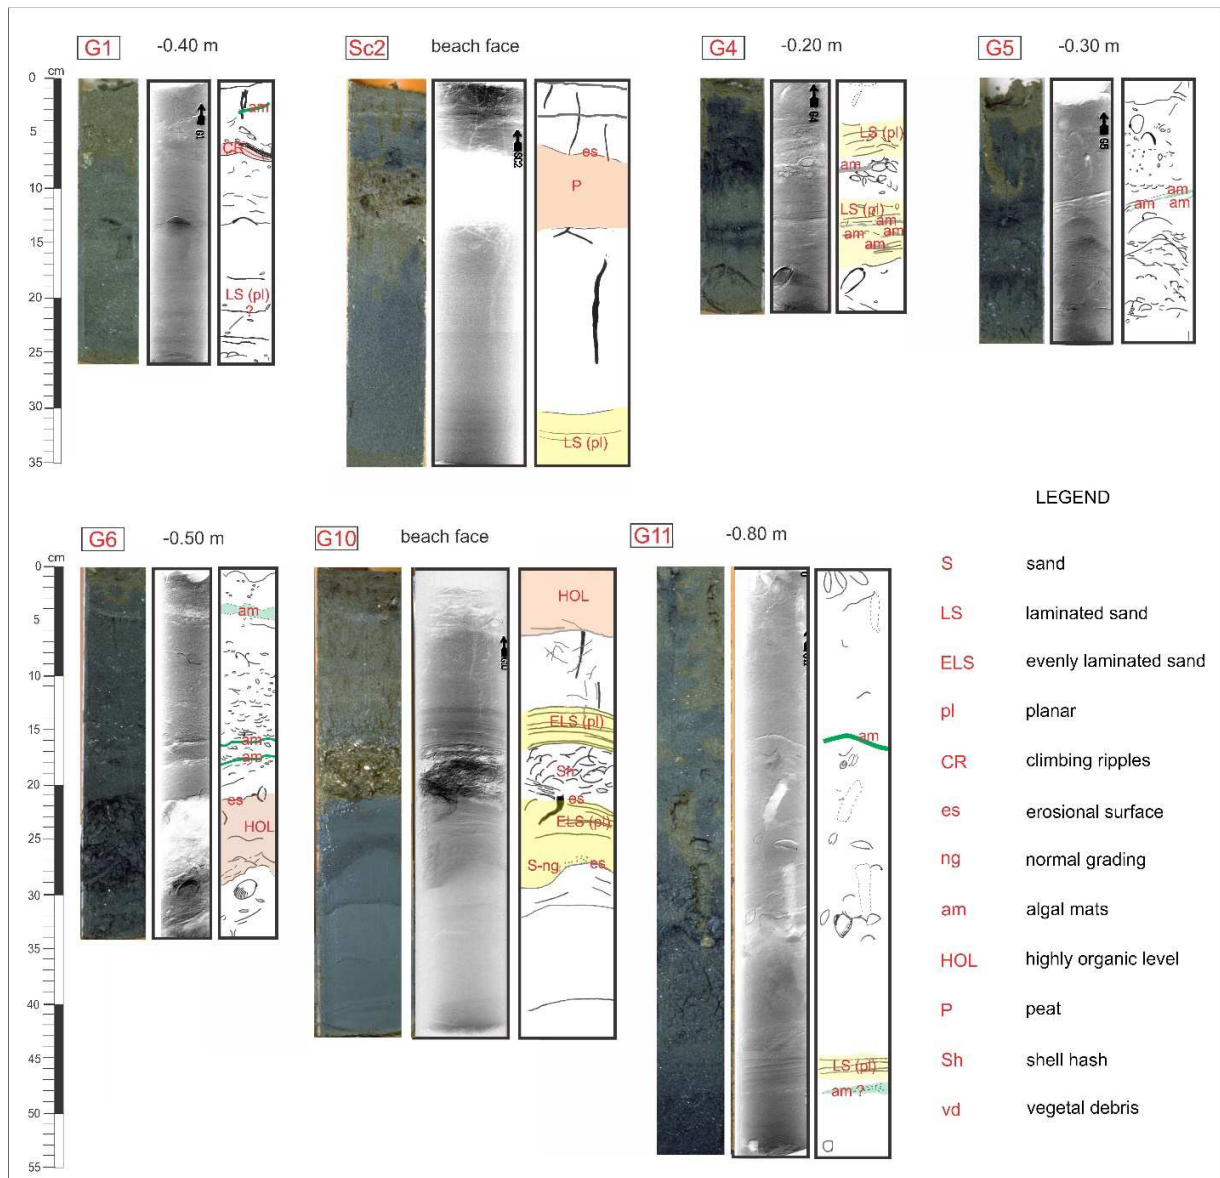 G1 -0.40 m
Sc2 beach face
G4 -0.20 m
G5 -0.30 m
cm
0
5
10
15
20
25
30
35
am
CR
LS (pl)
?
G1
es
P
LS (pl)
SC2
LS (pl)
am
LS (pl)
am
am
am
am
G4
am
am
am
G5
G6 -0.50 m
G10 beach face
G11 -0.80 m
cm
0
5
10
15
20
25
30
35
40
45
50
55
am
am
am
es
HOL
HOL
ELS (pl)
Sh
es
ELS (pl)
S-ng
es
am
LS (pl)
am ?
LEGEND
S sand
LS laminated sand
ELS evenly laminated sand
pl planar
CR climbing ripples
es erosional surface
ng normal grading
am algal mats
HOL highly organic level
P peat
Sh shell hash
vd vegetal debris